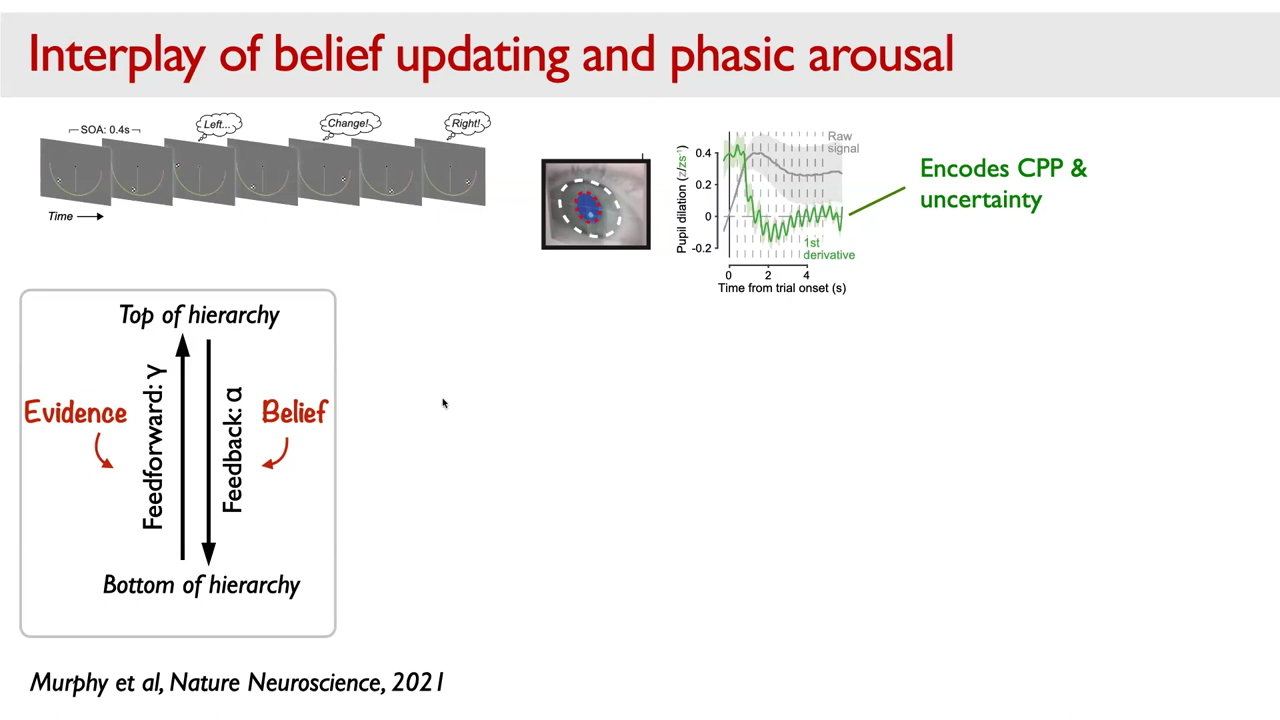 Interplay of belief updating and phasic arousal
SOA: 0.4s
Left...
Change!
Right!
Time
Pupil dilation (z/zs⁻¹)
0.4
0.2
0
-0.2
Raw
signal
1st
derivative
0 2 4
Time from trial onset (s)
Encodes CPP &
uncertainty
Top of hierarchy
Evidence
Feedforward: γ
Feedback: α
Belief
Bottom of hierarchy
Murphy et al, Nature Neuroscience, 2021